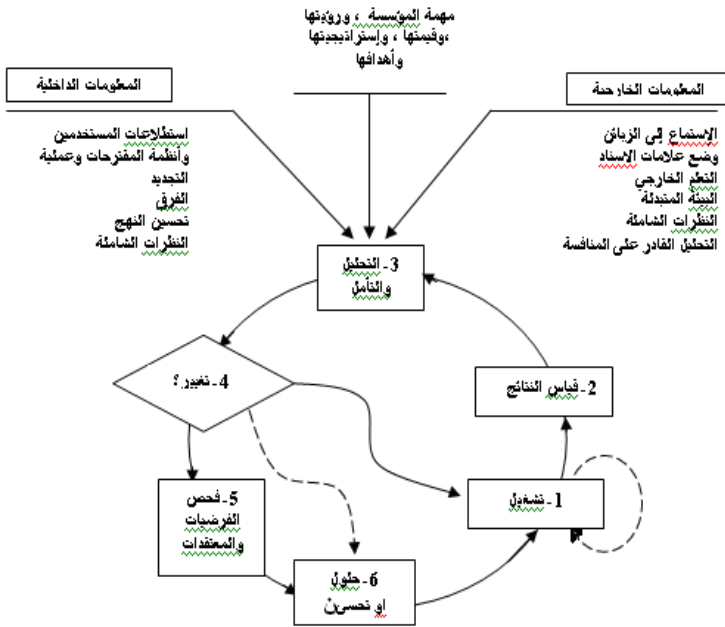 مهمة المؤسسة ، ورؤيتها
،وقيمتها ، وإستراتيجيتها
وأهدافها
المعلومات الخارجية
الإستماع إلى الزبائن
وضع علامات الإسناد
التعلم الخارجي
البيئة المتبدلة
النظرات الشاملة
التحليل القادر على المنافسة
المعلومات الداخلية
استطلاعات المستخدمين
وأنظمة المقترحات وعملية
التجديد
الفرق
تحسين النهج
النظرات الشاملة
3- التحليل
والتأمل
4- تغيير؟
2- قياس النتائج
1- تشغيل
5- فحص
الفرضيات
والمعتقدات
6- حلول
او تحسين